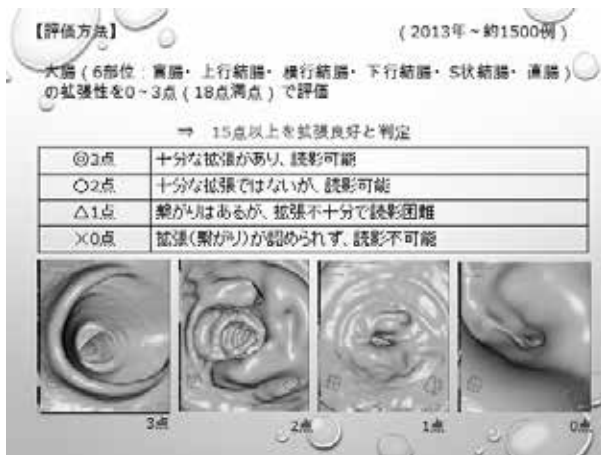 【評価方法】 (2013年~約1500例)
大腸(6部位:盲腸・上行結腸・横行結腸・下行結腸・S状結腸・直腸)
の拡張性を0~3点(18点満点)で評価
⇒ 15点以上を拡張良好と判定
◎3点 十分な拡張があり、読影可能
○2点 十分な拡張ではないが、読影可能
△1点 繋がりはあるが、拡張不十分で読影困難
×0点 拡張(繋がり)が認められず、読影不可能
3点 2点 1点 0点